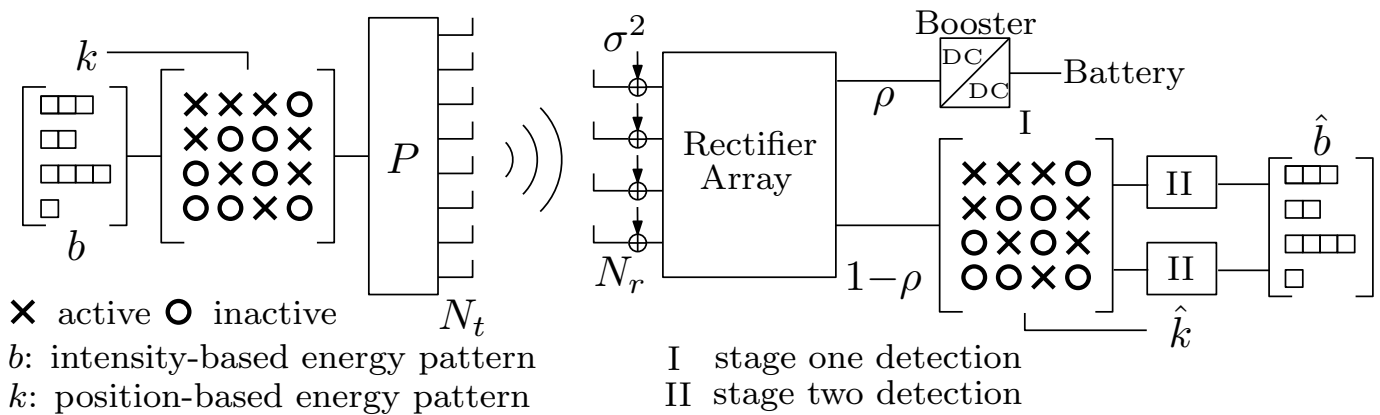 k
b
P
N_t
σ^2
N_r
Rectifier
Array
ρ
1−ρ
Booster
DC
DC
Battery
I
II
II
b̂
k̂
× active ○ inactive
b: intensity-based energy pattern
k: position-based energy pattern
I stage one detection
II stage two detection